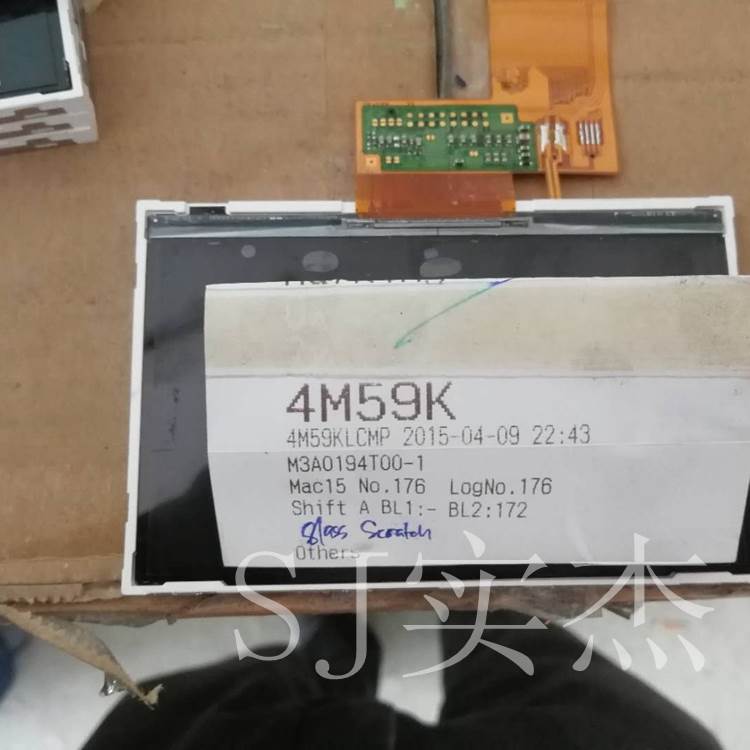 4M59K
4M59KLCMP 2015-04-09 22:43
M3A0194T00-1
Mac15 No.176 LogNo.176
Shift A BL1:- BL2:172
Glass Scratch
Others
SJ实杰